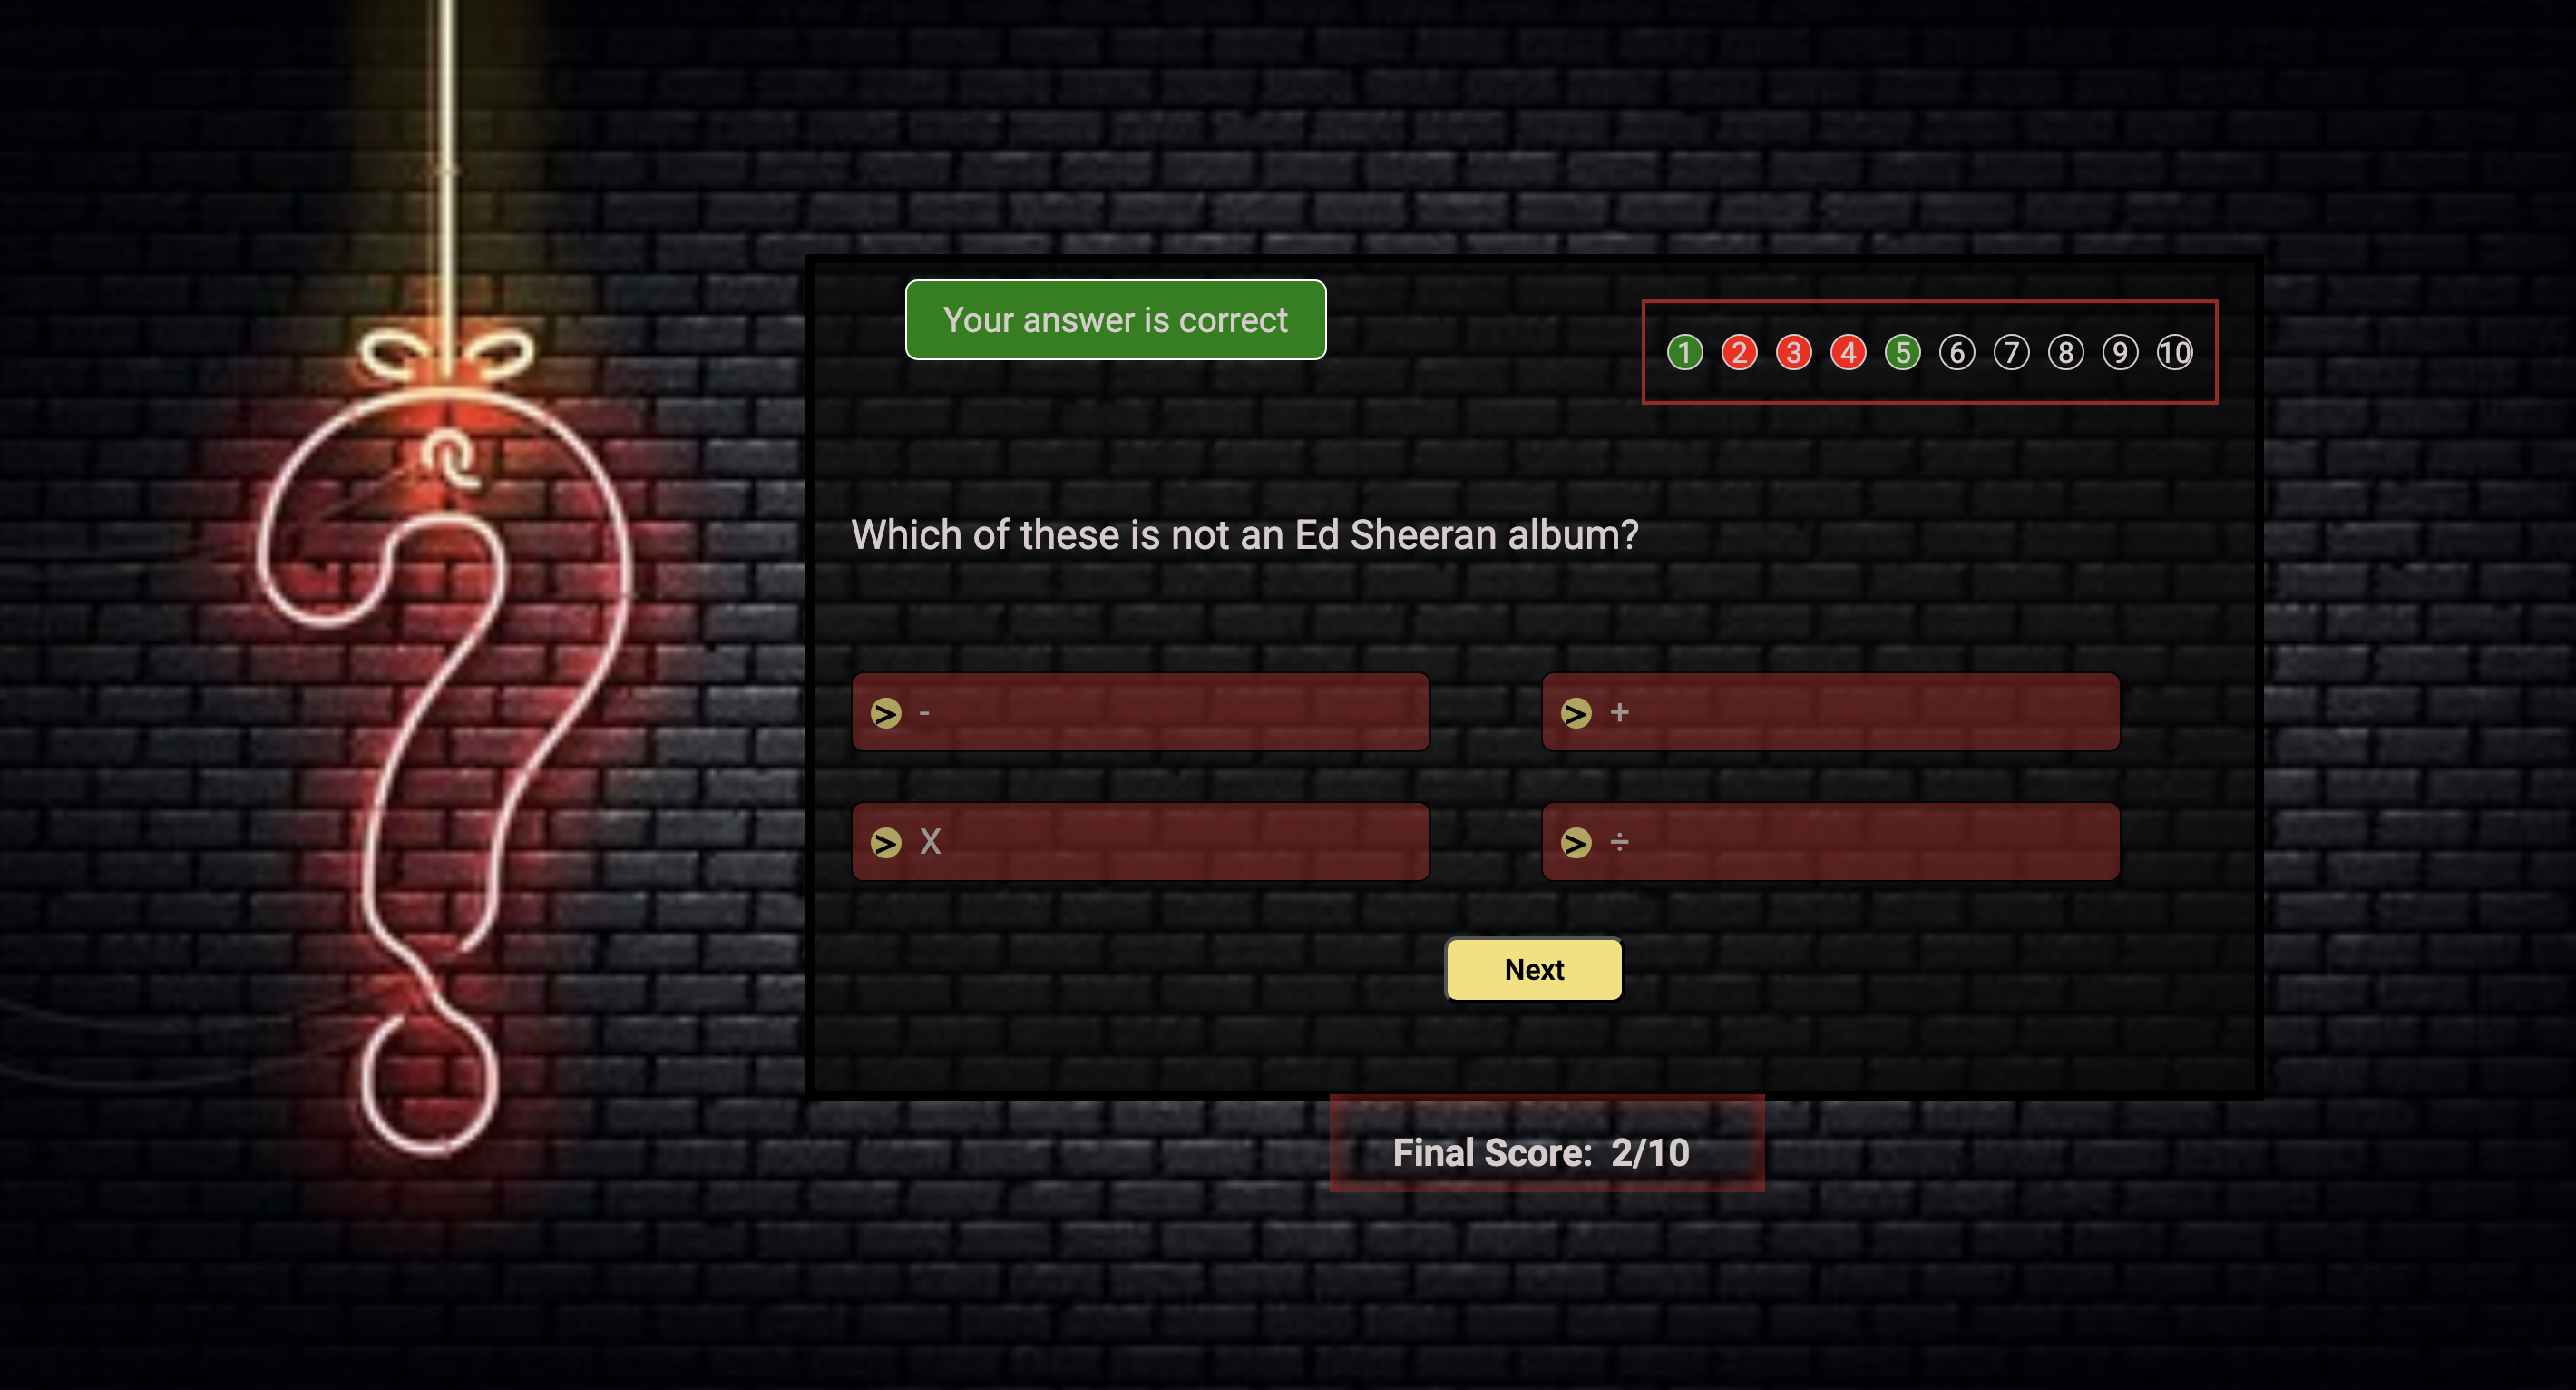 Your answer is correct
1 2 3 4 5 6 7 8 9 10
Which of these is not an Ed Sheeran album?
> -
> +
> X
> ÷
Next
Final Score: 2/10